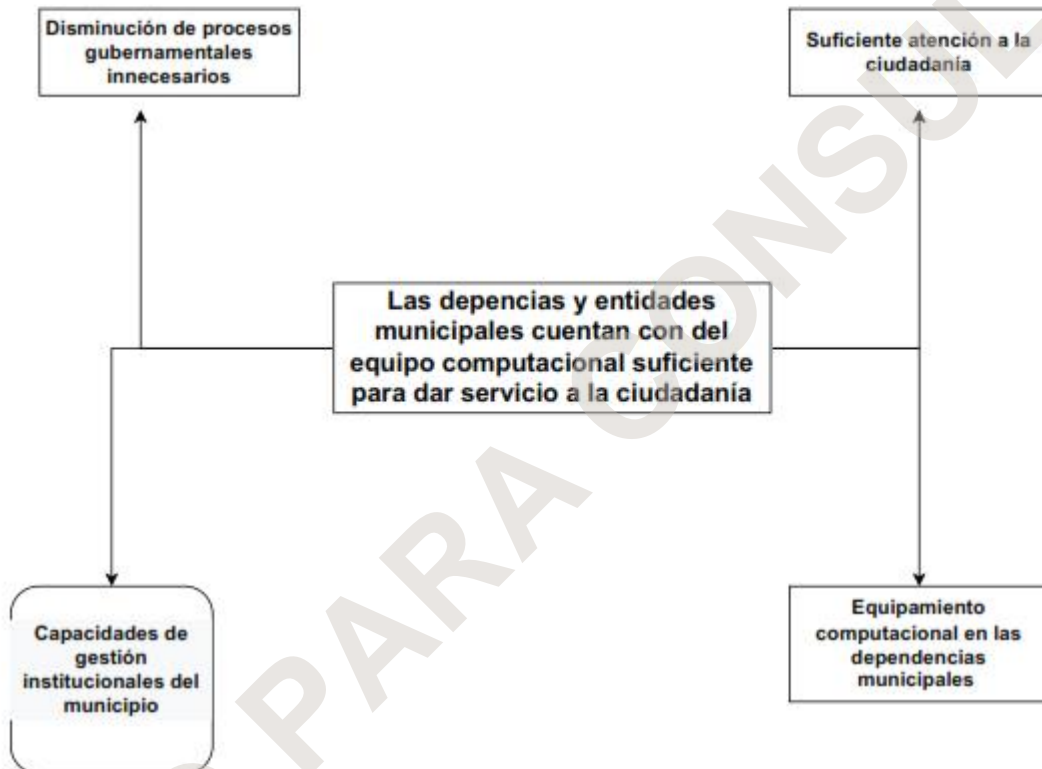 Disminución de procesos
gubernamentales
innecesarios
Suficiente atención a la
ciudadanía
Las depencias y entidades
municipales cuentan con del
equipo computacional suficiente
para dar servicio a la ciudadanía
Capacidades de
gestión
institucionales del
municipio
Equipamiento
computacional en las
dependencias
municipales
PARA CONSUL